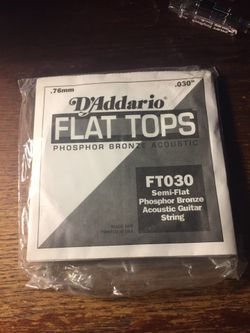 .76mm .030"
D'Addario
FLAT TOPS
PHOSPHOR BRONZE ACOUSTIC
FT030
Semi-Flat
Phosphor Bronze
Acoustic Guitar
String